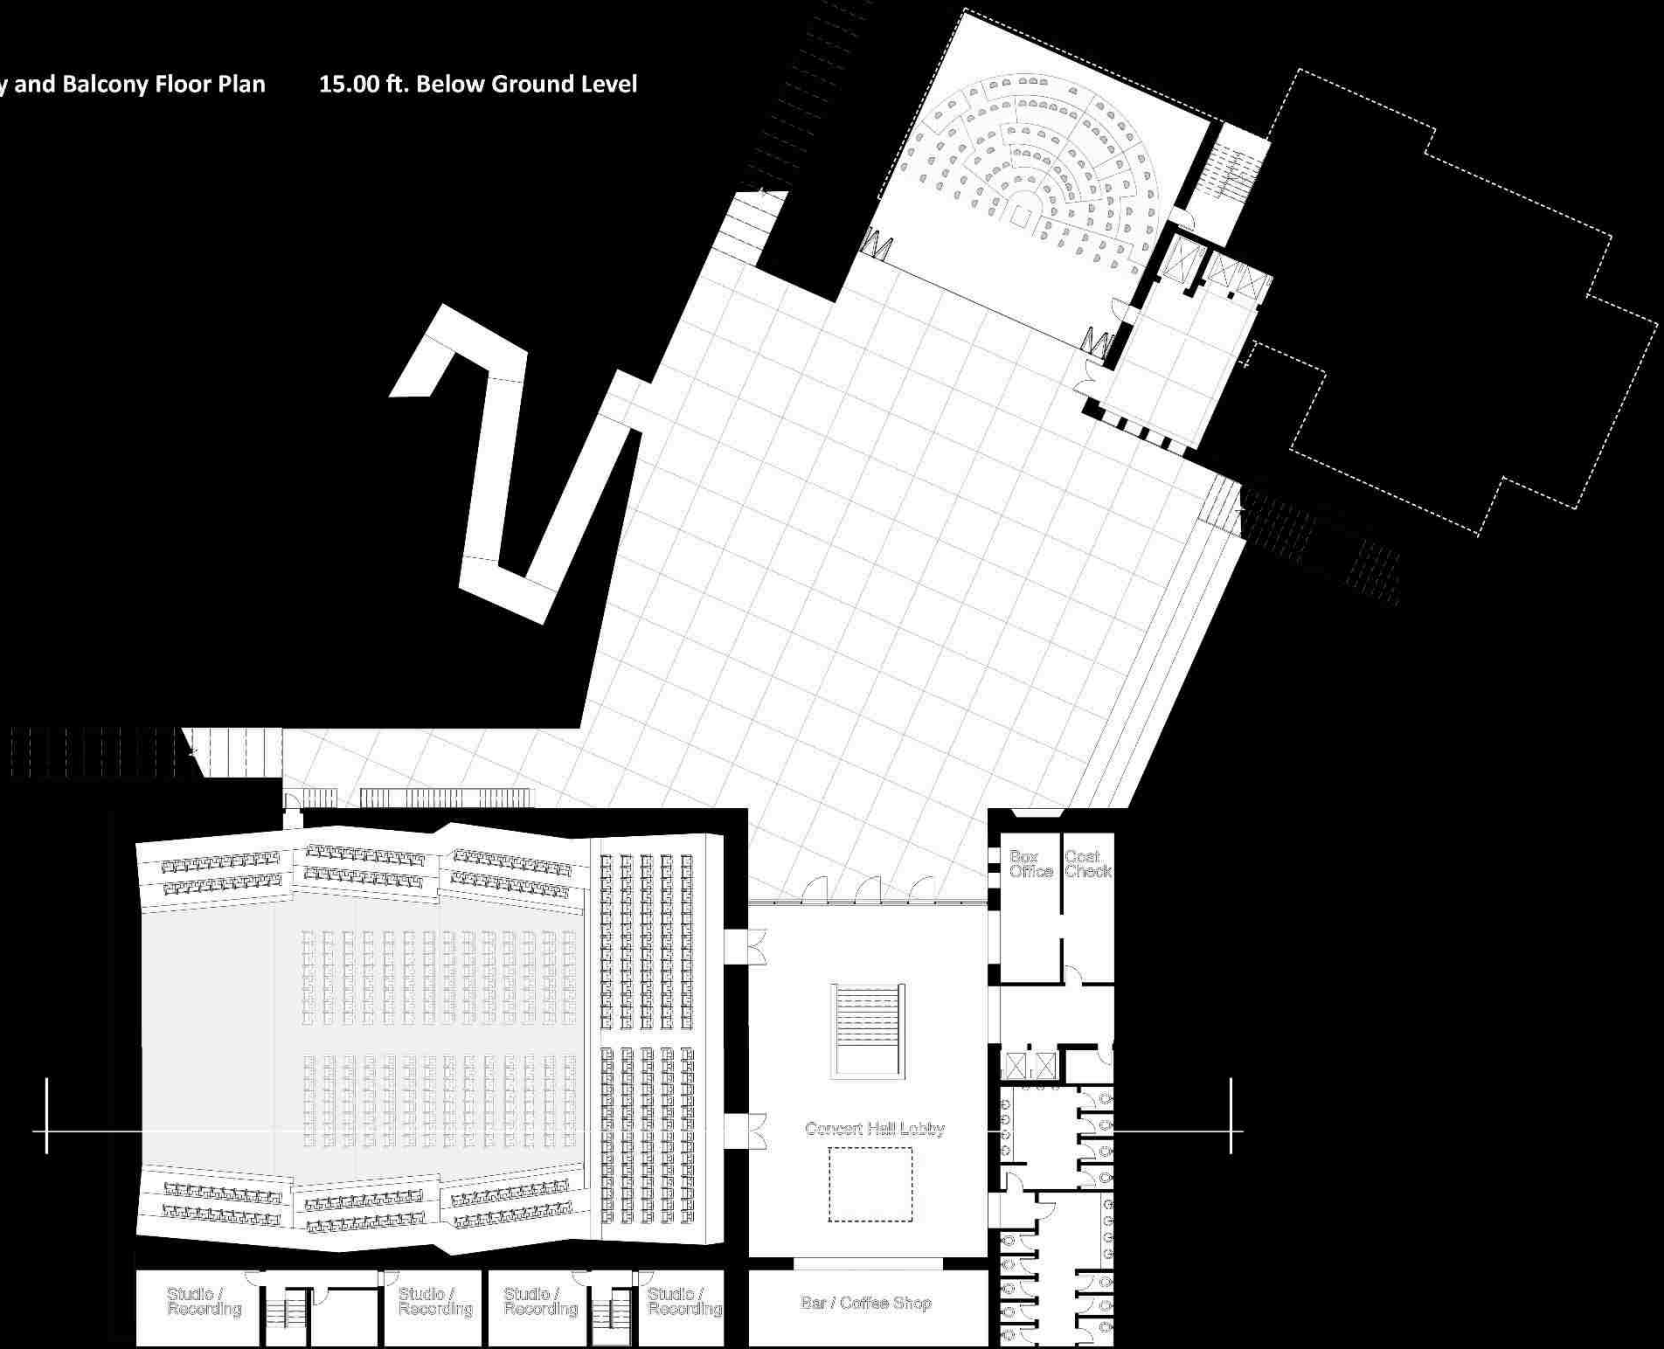 y and Balcony Floor Plan 15.00 ft. Below Ground Level
Box
Office
Coat
Check
Concert Hall Lobby
Studio /
Recording
Studio /
Recording
Studio /
Recording
Studio /
Recording
Bar / Coffee Shop